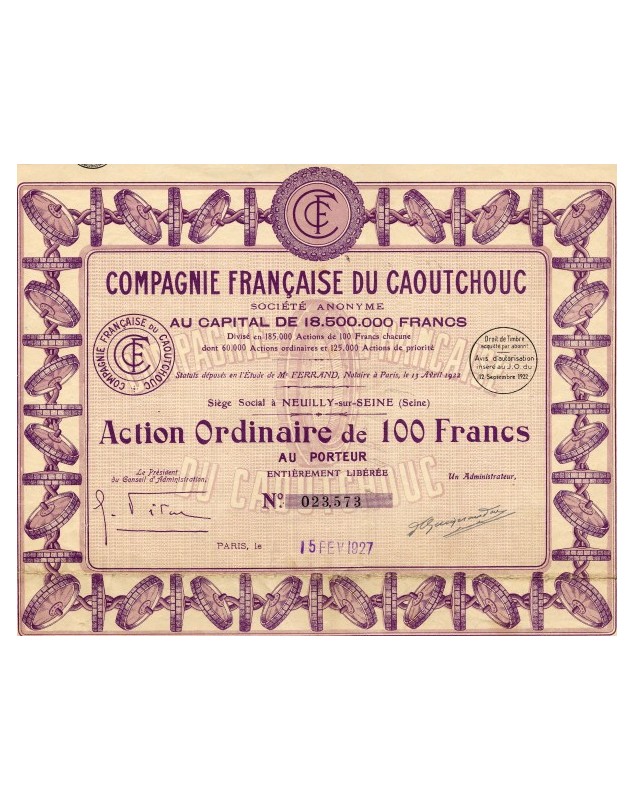 COMPAGNIE FRANÇAISE DU CAOUTCHOUC
SOCIÉTÉ ANONYME
AU CAPITAL DE 18.500.000 FRANCS
Divisé en 185.000 Actions de 100 Francs chacune
dont 60.000 Actions ordinaires et 125.000 Actions de priorité
Statuts déposés en l'Étude de Me FERRAND, Notaire à Paris, le 13 Avril 1922
COMPAGNIE FRANÇAISE DU CAOUTCHOUC
Droit de Timbre
acquitté par abont
Avis d'autorisation
inséré au J.O. du
12 Septembre 1922
Siège Social à NEUILLY-sur-SEINE (Seine)
Action Ordinaire de 100 Francs
AU PORTEUR
ENTIÈREMENT LIBÉRÉE
Le Président
du Conseil d'Administration,
Un Administrateur,
No. 023,573
PARIS, le 15 FEV 1927
DU CAOUTCHOUC